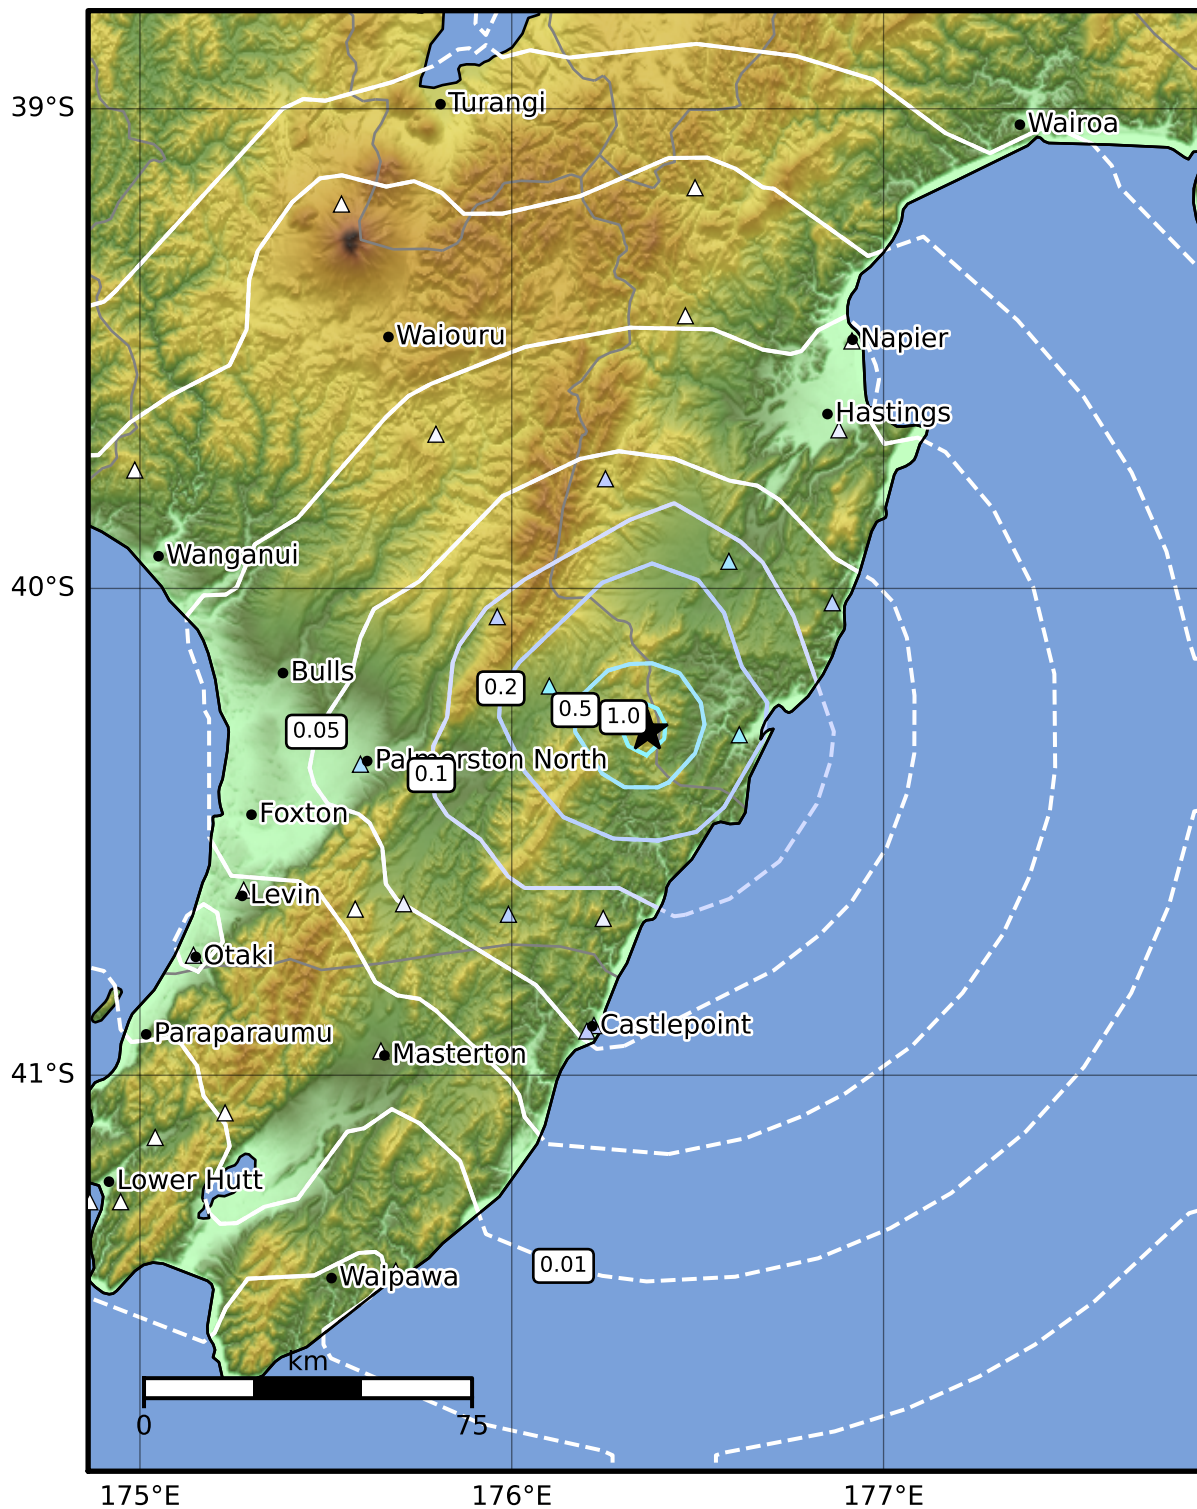 39°S
Turangi
Wairoa
Waiouru
Napier
Hastings
Wanganui
40°S
Bulls
0.2
0.5
1.0
0.05
Palmerston North
0.1
Foxton
Levin
Otaki
Castlepoint
Paraparaumu
Masterton
41°S
Lower Hutt
0.01
Waipawa
km
0
75
175°E
176°E
177°E